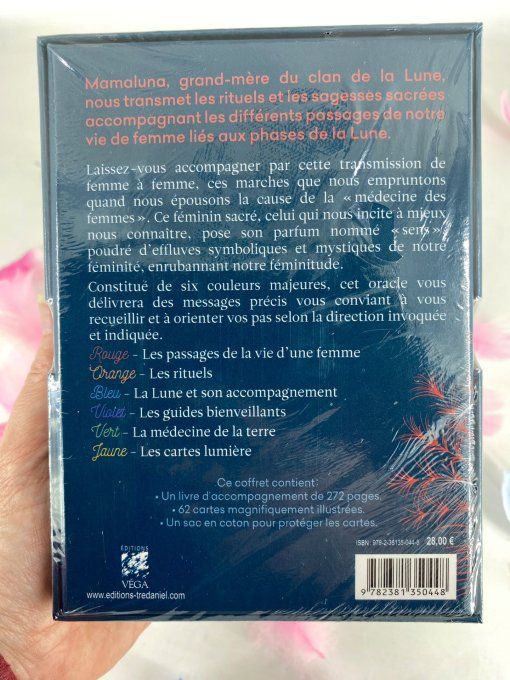 Mamaluna, grand-mère du clan de la Lune,
nous transmet les rituels et les sagesses sacrées
accompagnant les différents passages de notre
vie de femme liés aux phases de la Lune.
Laissez-vous accompagner par cette transmission de
femme à femme, ces marches que nous empruntons
quand nous épousons la cause de la « médecine des
femmes ». Ce féminin sacré, celui qui nous incite à mieux
nous connaître, pose son parfum nommé « sens »,
poudré d'effluves symboliques et mystiques de notre
féminité, enrubannant notre féminitude.
Constitué de six couleurs majeures, cet oracle vous
délivrera des messages précis vous conviant à vous
recueillir et à orienter vos pas selon la direction invoquée
et indiquée.
Rouge - Les passages de la vie d'une femme
Orange - Les rituels
Bleu - La Lune et son accompagnement
Violet - Les guides bienveillants
Vert - La médecine de la terre
Jaune - Les cartes lumière
Ce coffret contient :
• Un livre d'accompagnement de 272 pages.
• 62 cartes magnifiquement illustrées.
• Un sac en coton pour protéger les cartes.
ISBN : 978-2-38135-044-8 28,00 €
ÉDITIONS
VÉGA
www.editions-tredaniel.com
9 782381 350448